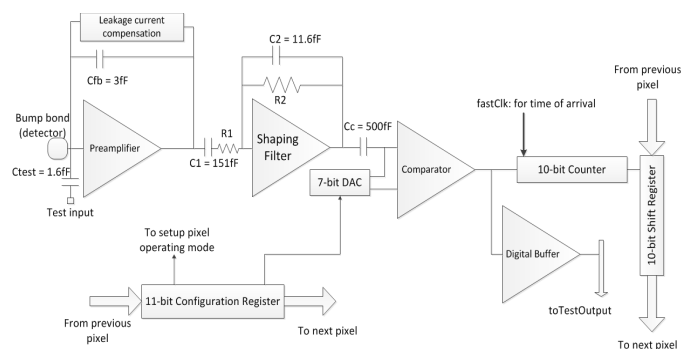 Leakage current
compensation
Cfb = 3fF
Bump bond
(detector)
Preamplifier
Ctest = 1.6fF
Test input
C1 = 151fF
R1
C2 = 11.6fF
R2
Shaping
Filter
Cc = 500fF
7-bit DAC
Comparator
fastClk: for time of arrival
10-bit Counter
From previous
pixel
10-bit Shift Register
Digital Buffer
toTestOutput
To next pixel
To setup pixel
operating mode
11-bit Configuration Register
From previous
pixel
To next pixel